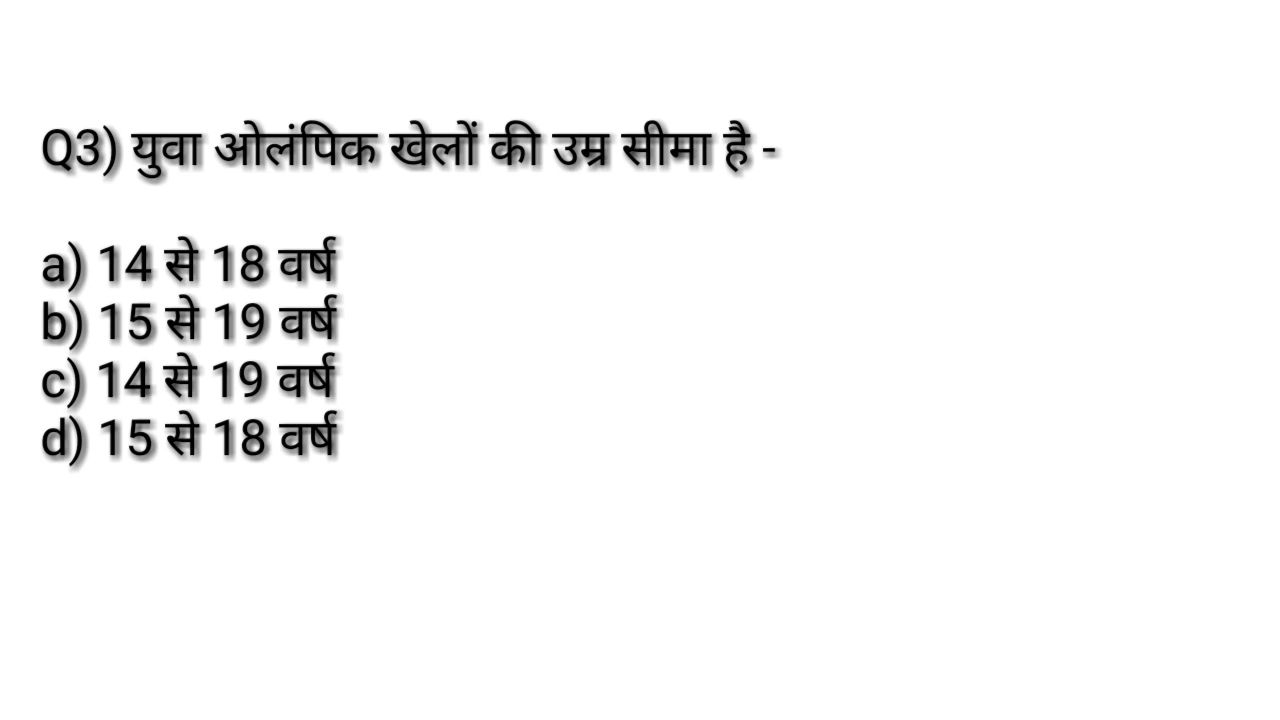 Q3) युवा ओलंपिक खेलों की उम्र सीमा है -
a) 14 से 18 वर्ष
b) 15 से 19 वर्ष
c) 14 से 19 वर्ष
d) 15 से 18 वर्ष